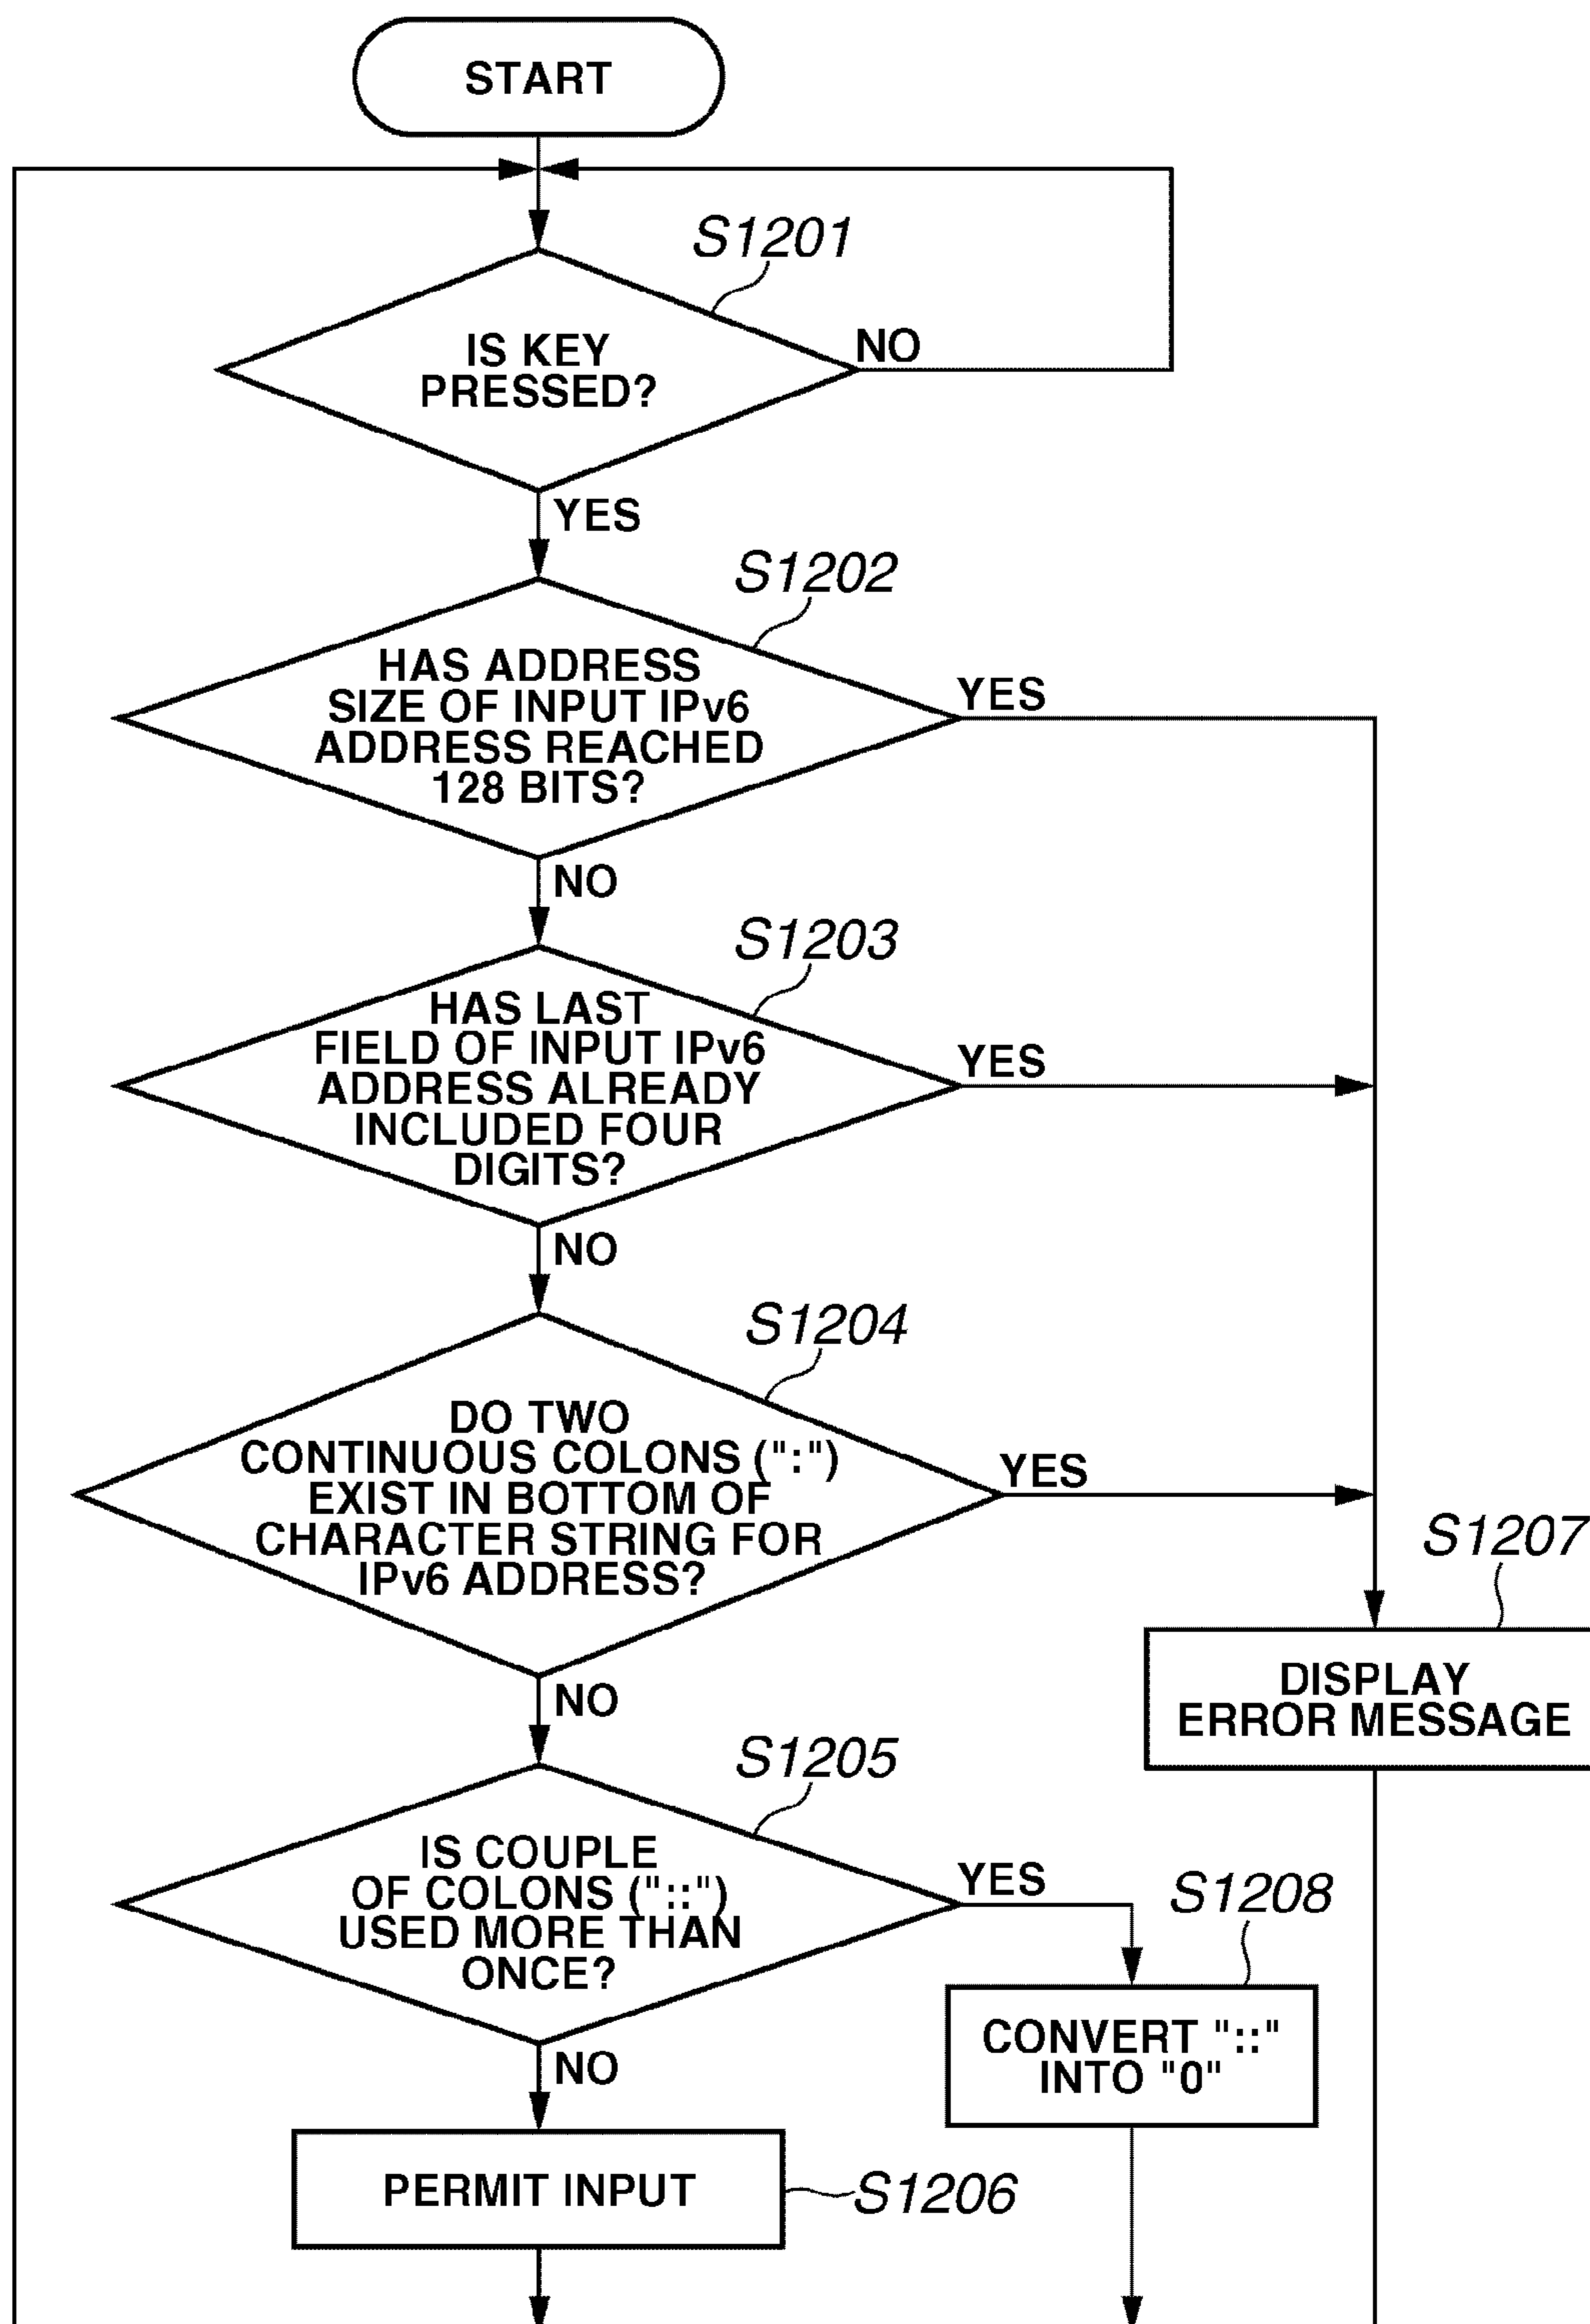 START
S1201
IS KEY
PRESSED?
NO
YES
S1202
HAS ADDRESS
SIZE OF INPUT IPv6
ADDRESS REACHED
128 BITS?
YES
NO
S1203
HAS LAST
FIELD OF INPUT IPv6
ADDRESS ALREADY
INCLUDED FOUR
DIGITS?
YES
NO
S1204
DO TWO
CONTINUOUS COLONS (":")
EXIST IN BOTTOM OF
CHARACTER STRING FOR
IPv6 ADDRESS?
YES
NO
S1207
DISPLAY
ERROR MESSAGE
S1205
IS COUPLE
OF COLONS ("::")
USED MORE THAN
ONCE?
YES
NO
S1208
CONVERT "::"
INTO "0"
PERMIT INPUT
S1206